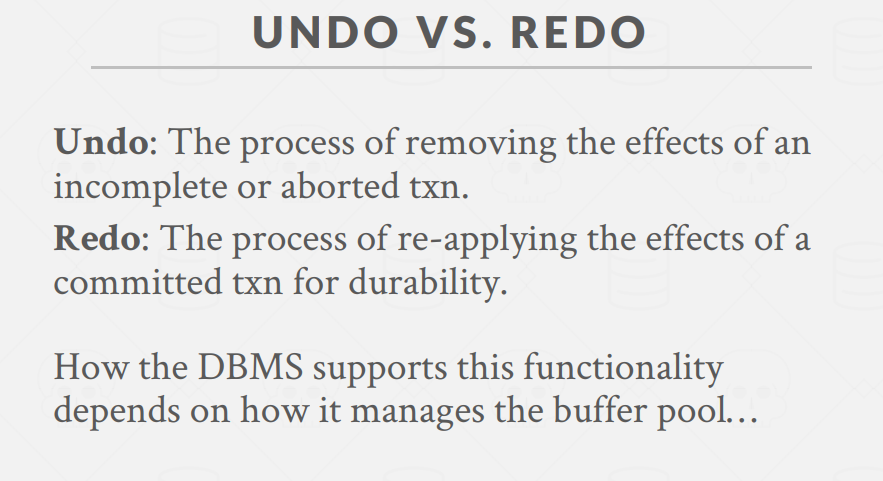 UNDO VS. REDO
Undo: The process of removing the effects of an
incomplete or aborted txn.
Redo: The process of re-applying the effects of a
committed txn for durability.
How the DBMS supports this functionality
depends on how it manages the buffer pool…